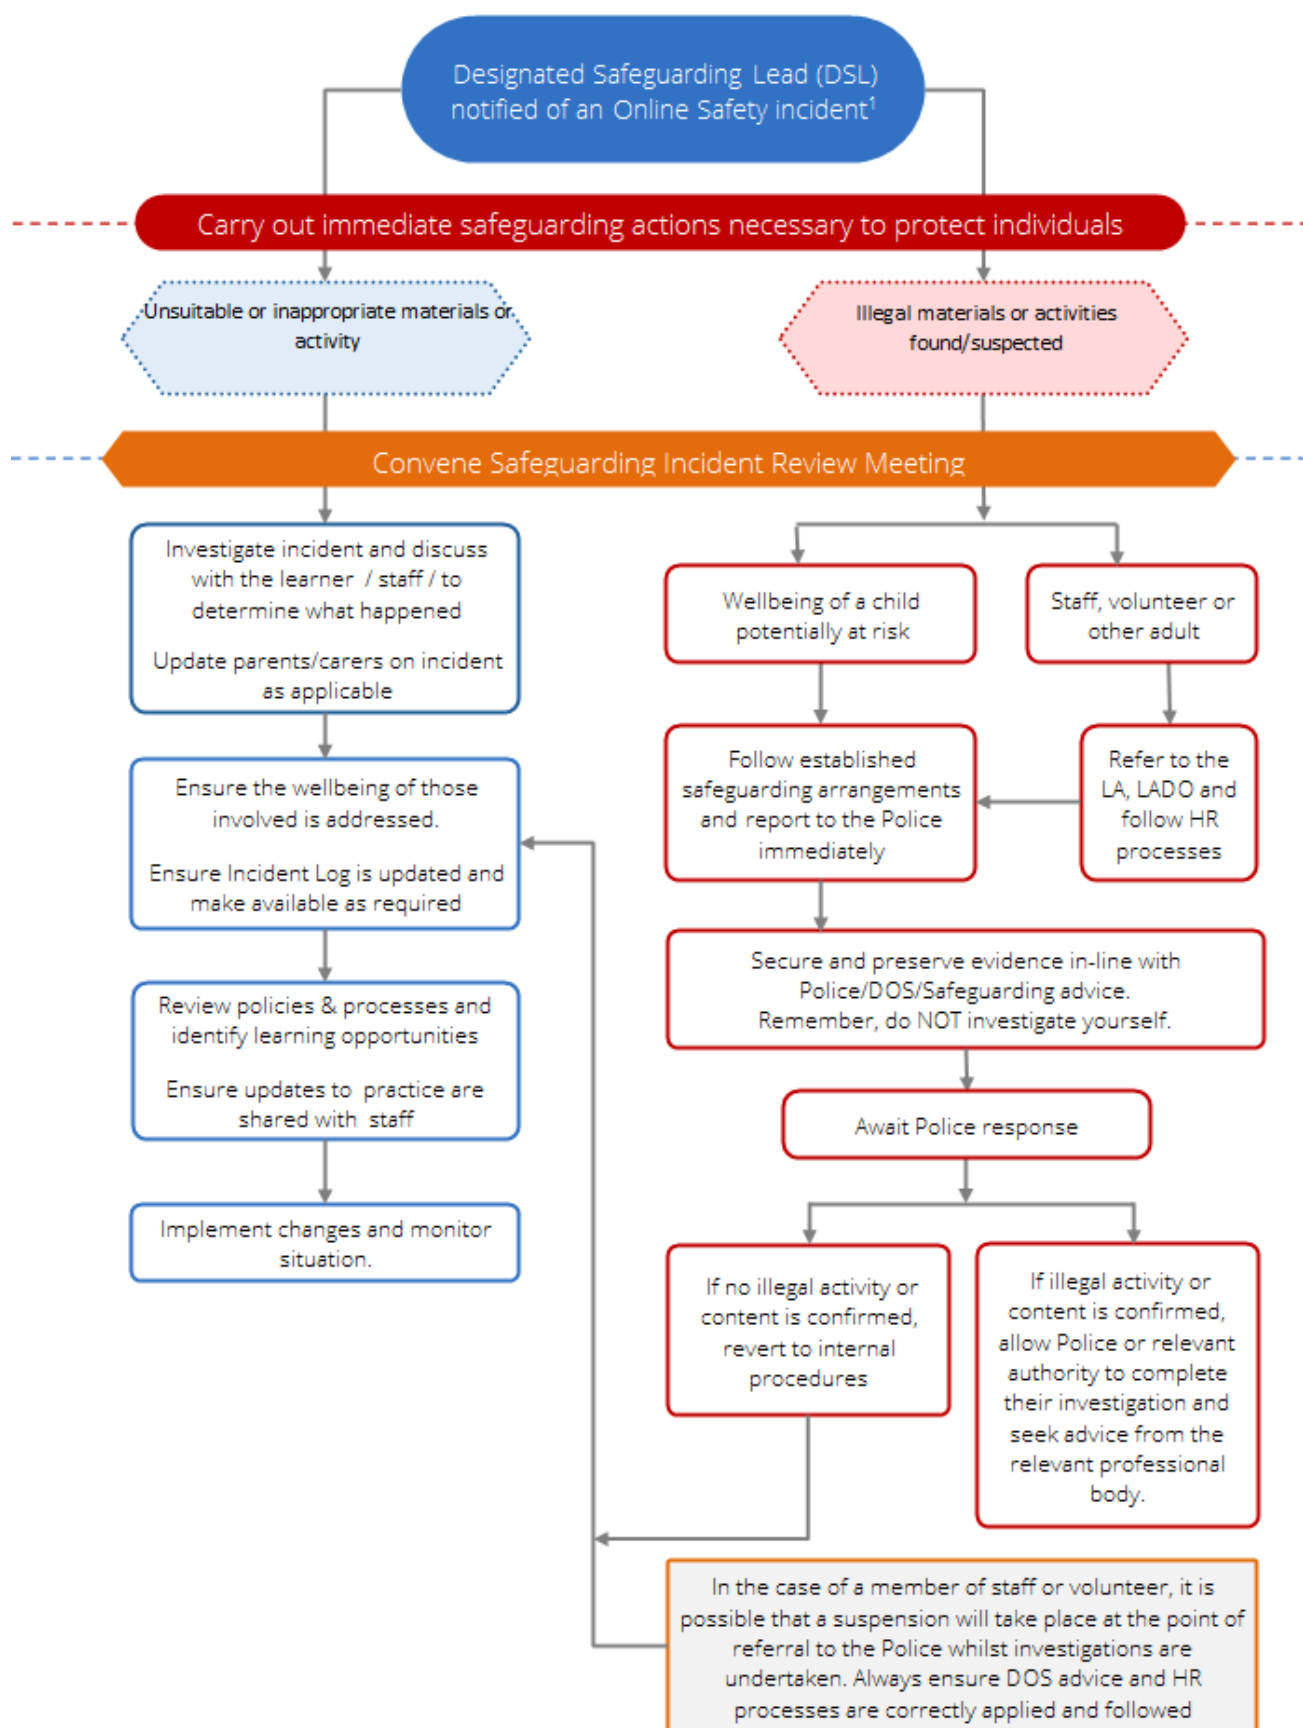 Designated Safeguarding Lead (DSL)
notified of an Online Safety incident¹
Carry out immediate safeguarding actions necessary to protect individuals
Unsuitable or inappropriate materials or
activity
Illegal materials or activities
found/suspected
Convene Safeguarding Incident Review Meeting
Investigate incident and discuss
with the learner / staff / to
determine what happened
Update parents/carers on incident
as applicable
Wellbeing of a child
potentially at risk
Staff, volunteer or
other adult
Ensure the wellbeing of those
involved is addressed.
Ensure Incident Log is updated and
make available as required
Follow established
safeguarding arrangements
and report to the Police
immediately
Refer to the
LA, LADO and
follow HR
processes
Review policies & processes and
identify learning opportunities
Ensure updates to practice are
shared with staff
Secure and preserve evidence in-line with
Police/DOS/Safeguarding advice.
Remember, do NOT investigate yourself.
Await Police response
Implement changes and monitor
situation.
If no illegal activity or
content is confirmed,
revert to internal
procedures
If illegal activity or
content is confirmed,
allow Police or relevant
authority to complete
their investigation and
seek advice from the
relevant professional
body.
In the case of a member of staff or volunteer, it is
possible that a suspension will take place at the point of
referral to the Police whilst investigations are
undertaken. Always ensure DOS advice and HR
processes are correctly applied and followed